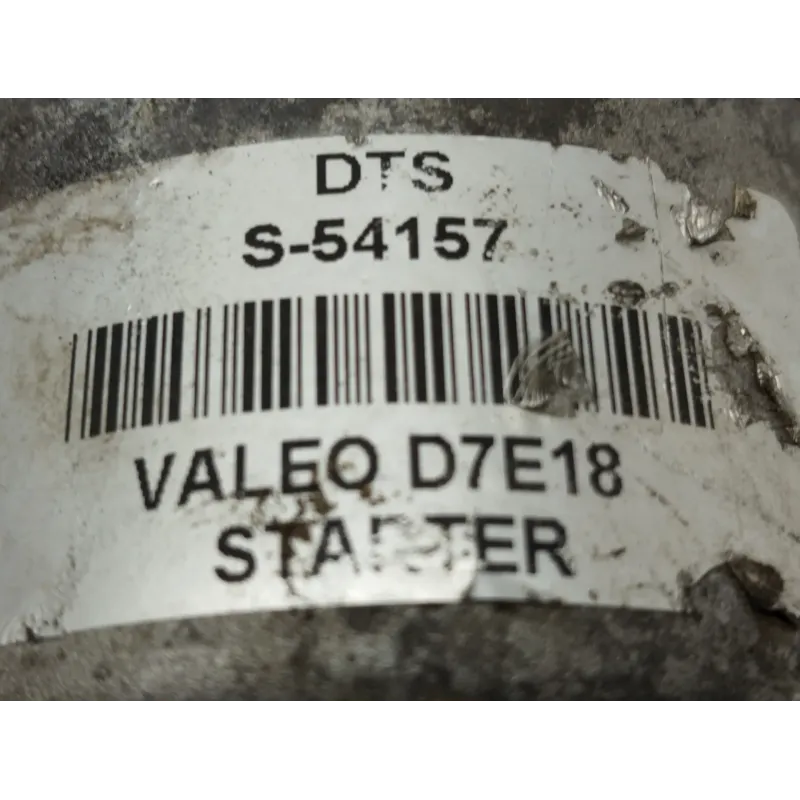 DTS
S-54157
VALEO D7E18
STARTER